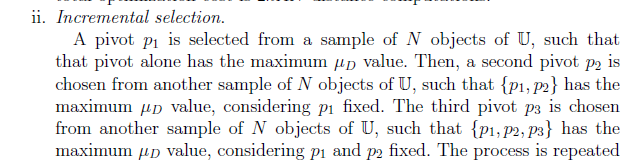 ii. Incremental selection.
A pivot p₁ is selected from a sample of N objects of 𝕌, such that
that pivot alone has the maximum μ_D value. Then, a second pivot p₂ is
chosen from another sample of N objects of 𝕌, such that {p₁, p₂} has the
maximum μ_D value, considering p₁ fixed. The third pivot p₃ is chosen
from another sample of N objects of 𝕌, such that {p₁, p₂, p₃} has the
maximum μ_D value, considering p₁ and p₂ fixed. The process is repeated